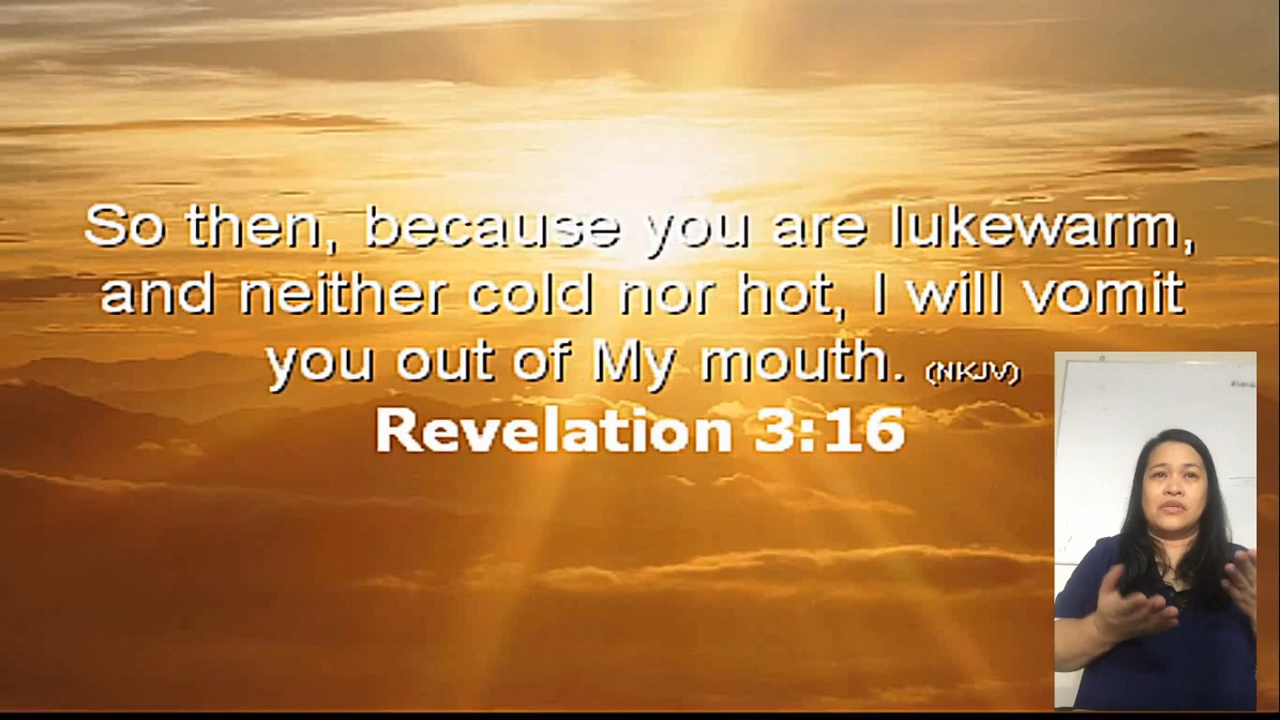 So then, because you are lukewarm,
and neither cold nor hot, I will vomit
you out of My mouth. (NKJV)
Revelation 3:16